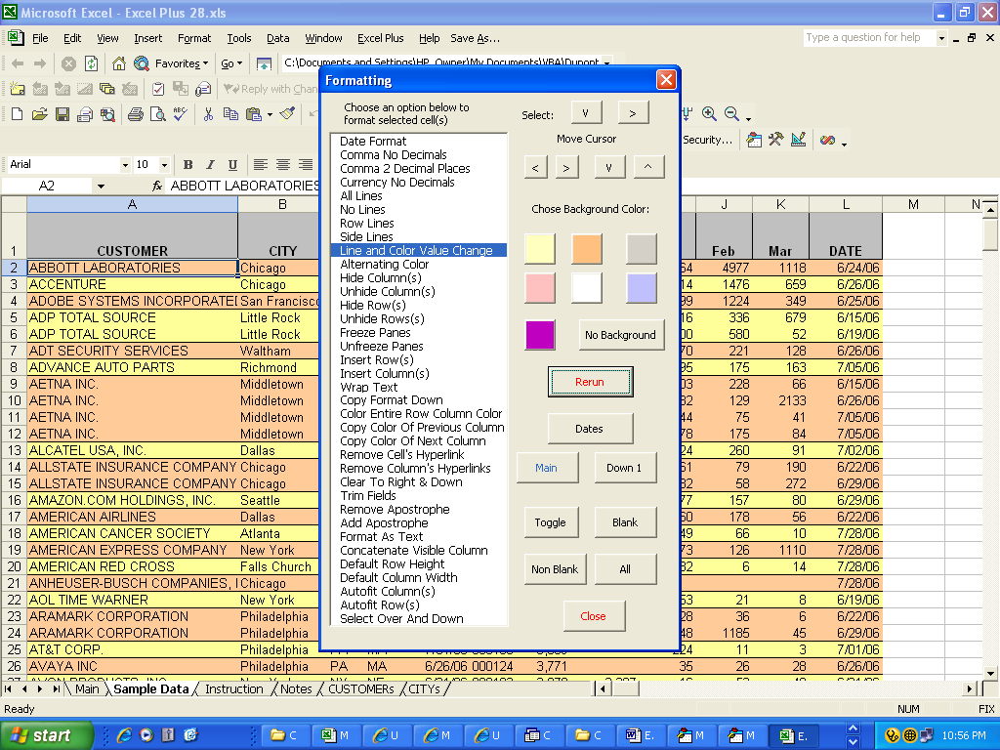 Microsoft Excel - Excel Plus 28.xls
File Edit View Insert Format Tools Data Window Excel Plus Help Save As... Type a question for help
Favorites Go C:\Documents and Settings\HP_Owner\My Documents\VBA\Dupont
Reply with Chan
Security...
Arial 10 B I U
A2 fx ABBOTT LABORATORIES
A B J K L M N
1 CUSTOMER CITY Feb Mar DATE
2 ABBOTT LABORATORIES Chicago 64 4977 1118 6/24/06
3 ACCENTURE Chicago 14 1476 659 6/26/06
4 ADOBE SYSTEMS INCORPORATE San Francisco 99 1224 349 6/25/06
5 ADP TOTAL SOURCE Little Rock 16 336 679 6/15/06
6 ADP TOTAL SOURCE Little Rock 00 580 52 6/19/06
7 ADT SECURITY SERVICES Waltham 70 221 128 6/26/06
8 ADVANCE AUTO PARTS Richmond 95 175 163 7/05/06
9 AETNA INC. Middletown 03 228 66 6/15/06
10 AETNA INC. Middletown 32 129 2133 6/26/06
11 AETNA INC. Middletown 44 75 41 7/05/06
12 AETNA INC. Middletown 78 175 84 7/05/06
13 ALCATEL USA, INC. Dallas 24 260 91 7/02/06
14 ALLSTATE INSURANCE COMPANY Chicago 61 79 190 6/22/06
15 ALLSTATE INSURANCE COMPANY Chicago 32 58 272 6/29/06
16 AMAZON.COM HOLDINGS, INC. Seattle 77 157 80 6/29/06
17 AMERICAN AIRLINES Dallas 60 178 56 6/22/06
18 AMERICAN CANCER SOCIETY Atlanta 49 66 10 7/28/06
19 AMERICAN EXPRESS COMPANY New York 73 126 1110 7/28/06
20 AMERICAN RED CROSS Falls Church 32 6 14 7/28/06
21 ANHEUSER-BUSCH COMPANIES, I Chicago 7/28/06
22 AOL TIME WARNER New York 53 21 8 6/19/06
23 ARAMARK CORPORATION Philadelphia 28 36 6 6/22/06
24 ARAMARK CORPORATION Philadelphia 48 1185 45 6/29/06
25 AT&T CORP. Philadelphia 224 11 3 7/01/06
26 AVAYA INC Philadelphia PA MA 6/26/06 000124 3,771 35 26 28 6/26/06
Formatting
Choose an option below to
format selected cell(s)
Date Format
Comma No Decimals
Comma 2 Decimal Places
Currency No Decimals
All Lines
No Lines
Row Lines
Side Lines
Line and Color Value Change
Alternating Color
Hide Column(s)
Unhide Column(s)
Hide Row(s)
Unhide Rows(s)
Freeze Panes
Unfreeze Panes
Insert Row(s)
Insert Column(s)
Wrap Text
Copy Format Down
Color Entire Row Column Color
Copy Color Of Previous Column
Copy Color Of Next Column
Remove Cell's Hyperlink
Remove Column's Hyperlinks
Clear To Right & Down
Trim Fields
Remove Apostrophe
Add Apostrophe
Format As Text
Concatenate Visible Column
Default Row Height
Default Column Width
Autofit Column(s)
Autofit Row(s)
Select Over And Down
Select: V >
Move Cursor
< > V ^
Chose Background Color:
No Background
Rerun
Dates
Main Down 1
Toggle Blank
Non Blank All
Close
Main Sample Data Instruction Notes CUSTOMERs CITYs
Ready NUM FIX
start C M U M U C C E. M M E. 10:56 PM